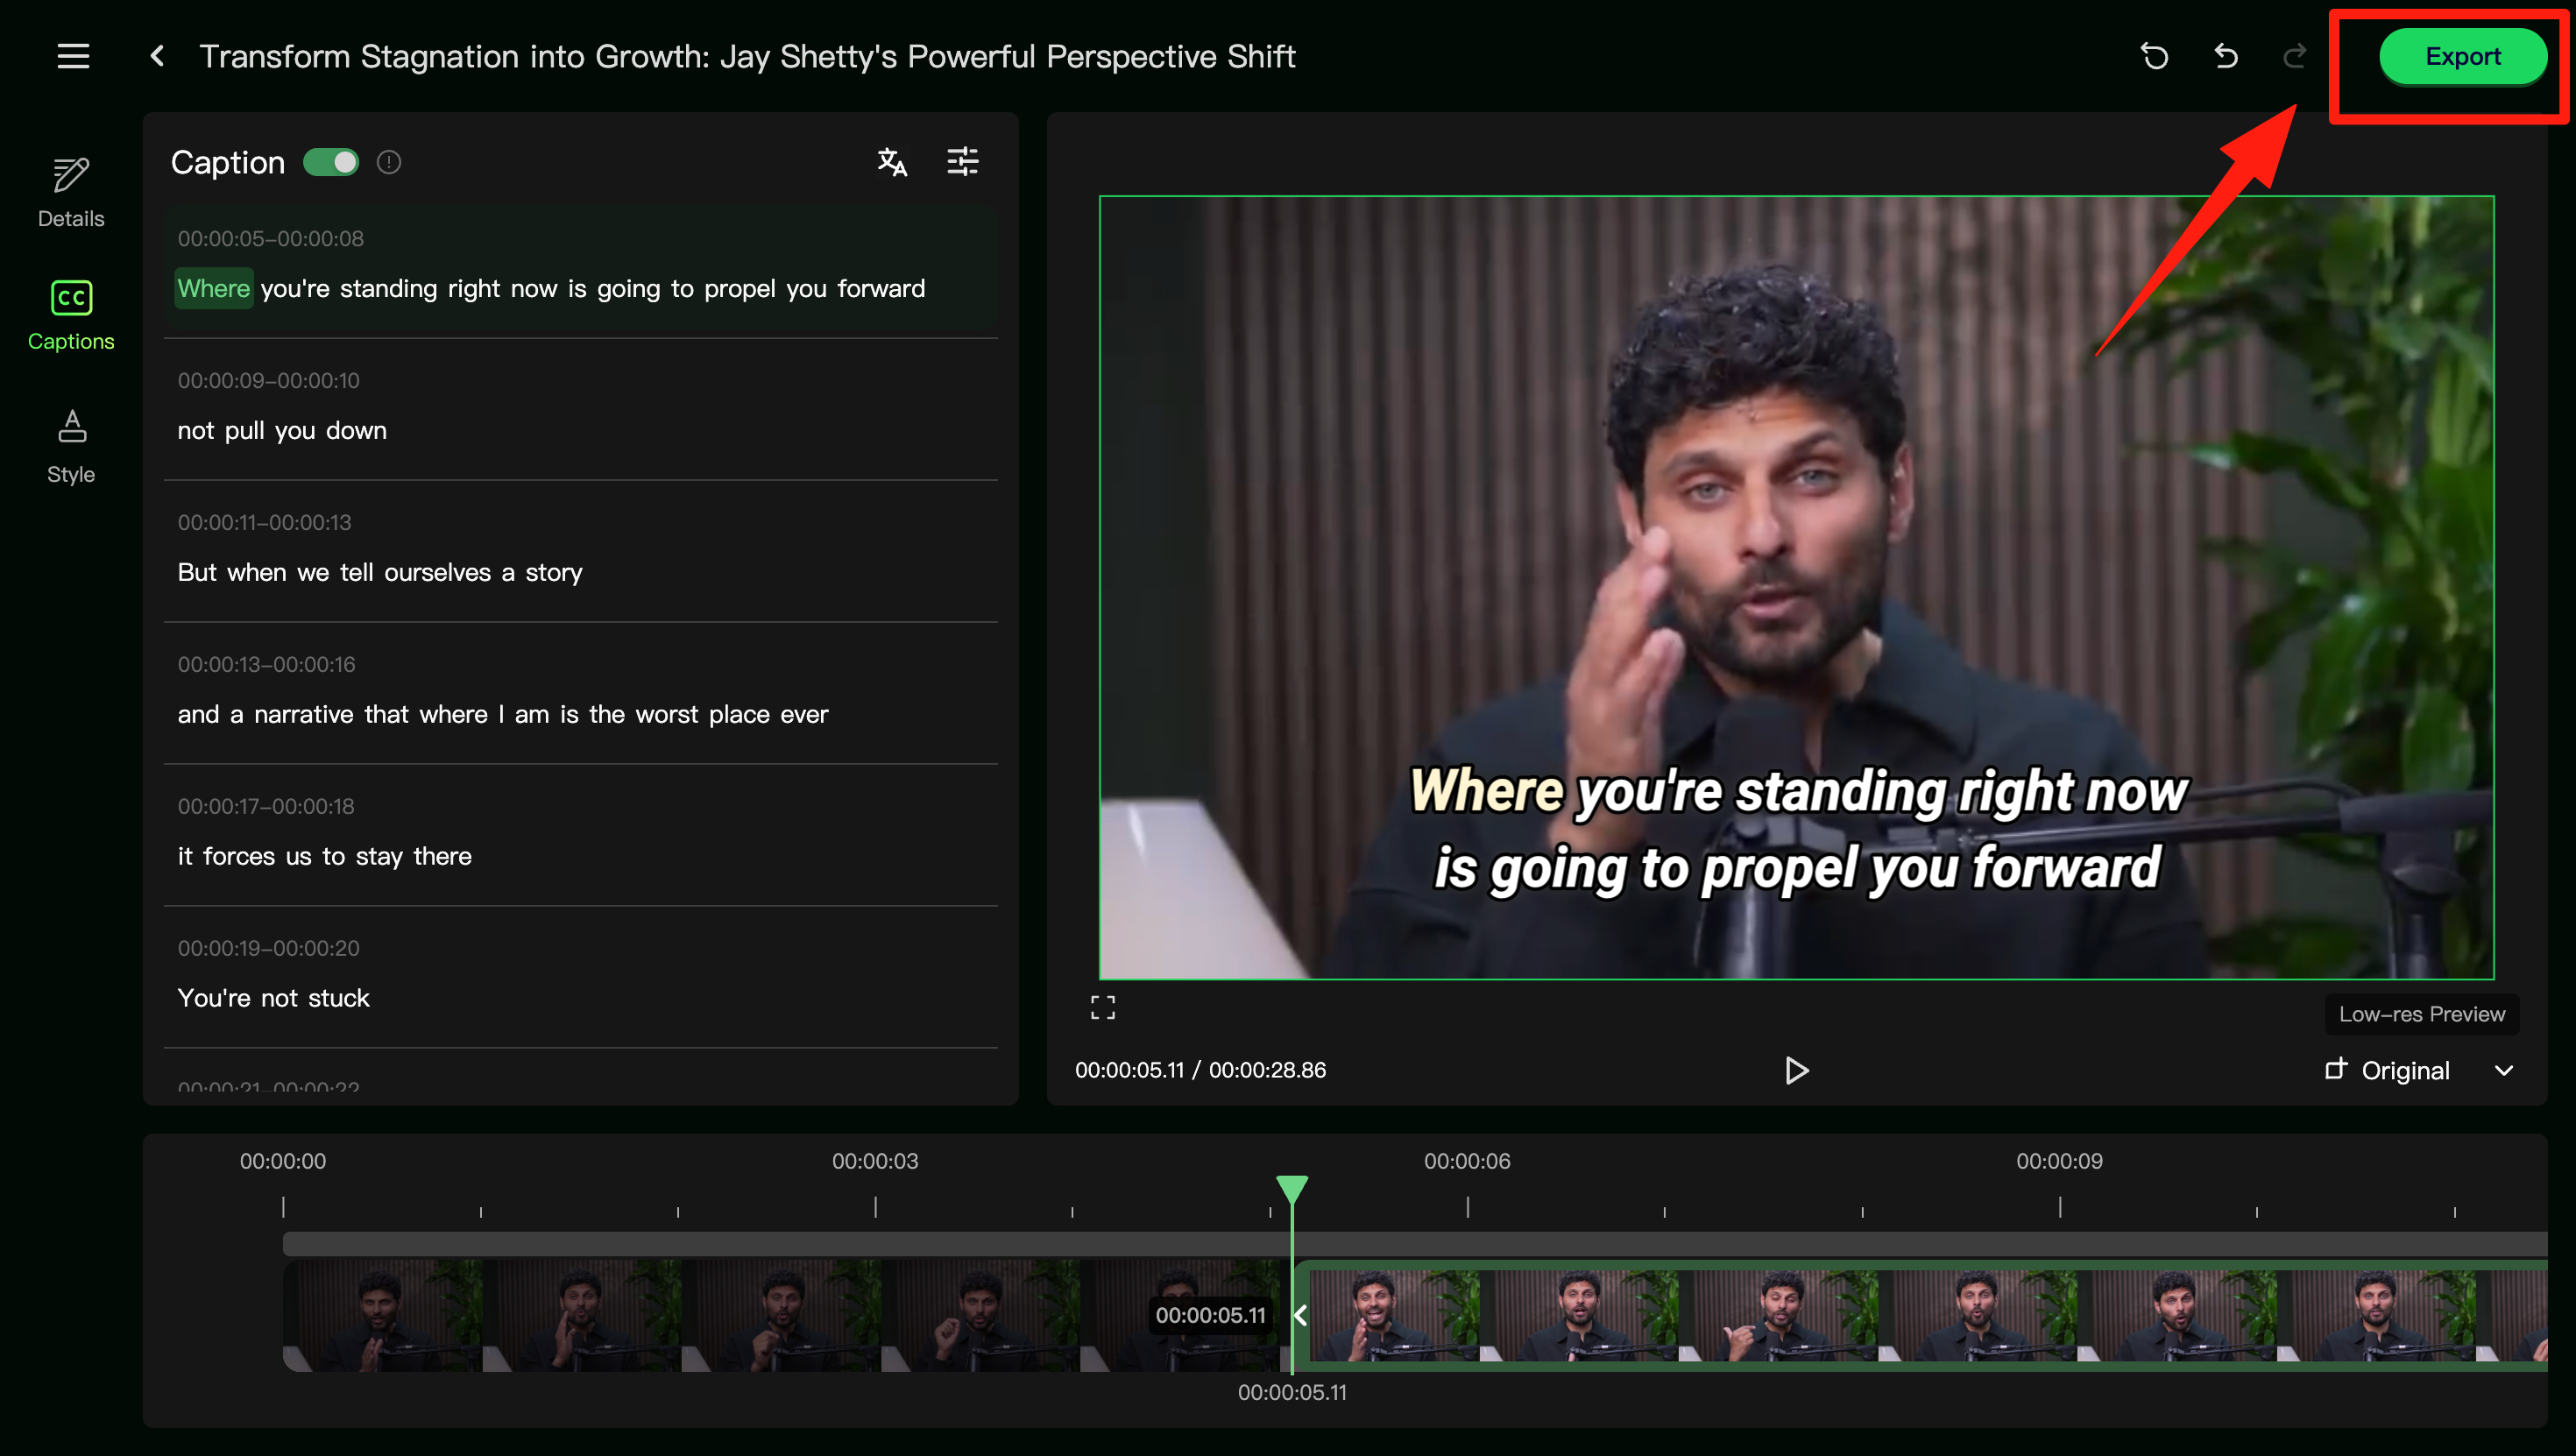 Transform Stagnation into Growth: Jay Shetty's Powerful Perspective Shift
Export
Details
Captions
Style
Caption
00:00:05–00:00:08
Where you're standing right now is going to propel you forward
00:00:09–00:00:10
not pull you down
00:00:11–00:00:13
But when we tell ourselves a story
00:00:13–00:00:16
and a narrative that where I am is the worst place ever
00:00:17–00:00:18
it forces us to stay there
00:00:19–00:00:20
You're not stuck
00:00:21–00:00:22
Where you're standing right now
is going to propel you forward
Low-res Preview
00:00:05.11 / 00:00:28.86
Original
00:00:00
00:00:03
00:00:06
00:00:09
00:00:05.11
00:00:05.11